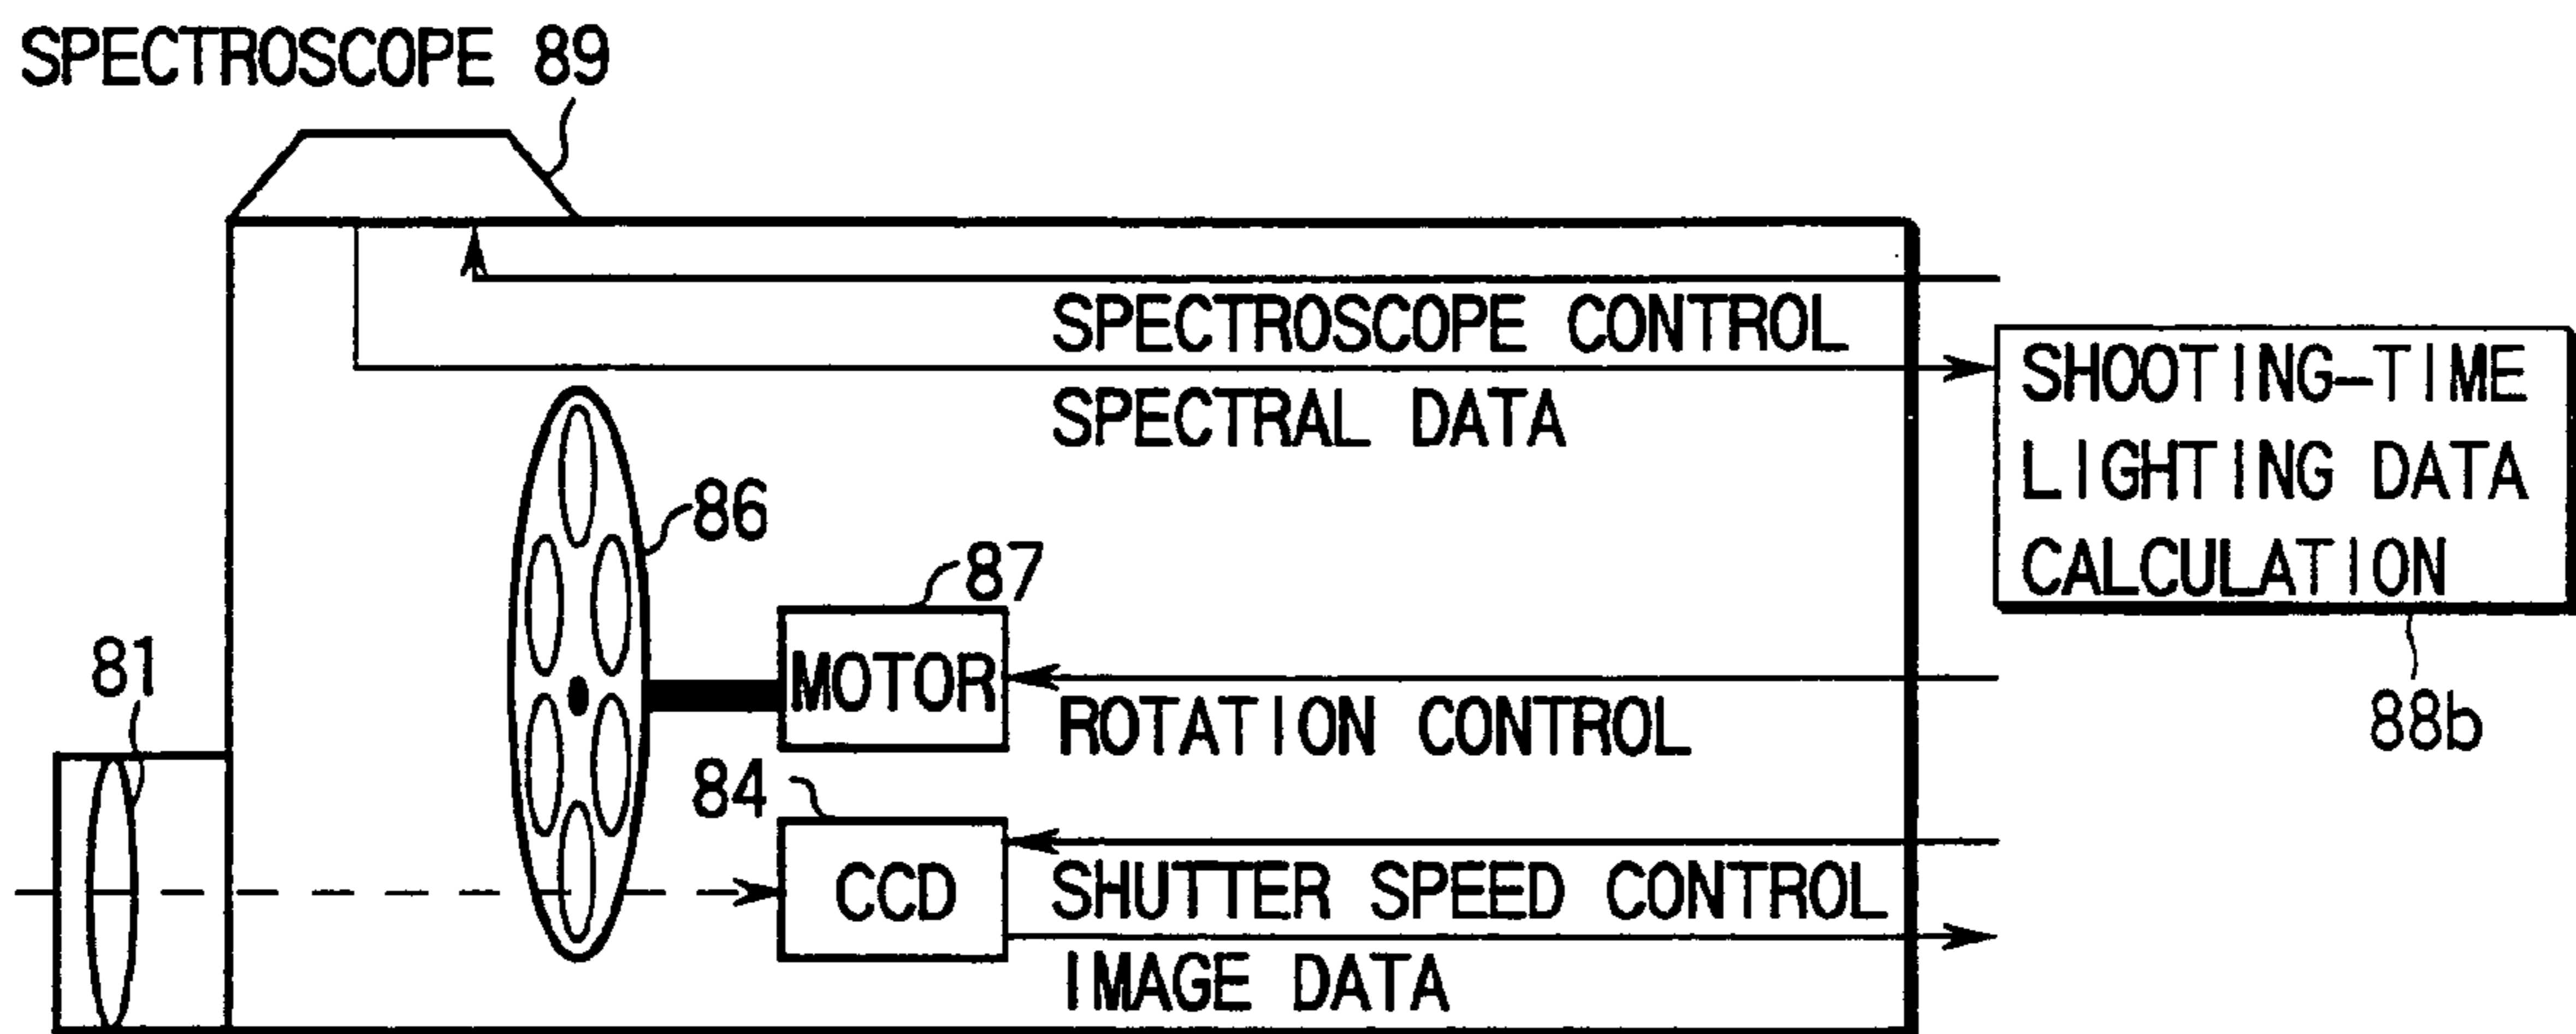 SPECTROSCOPE 89
SPECTROSCOPE CONTROL
SPECTRAL DATA
SHOOTING-TIME
LIGHTING DATA
CALCULATION
88b
86
87
MOTOR
ROTATION CONTROL
81
84
CCD
SHUTTER SPEED CONTROL
IMAGE DATA